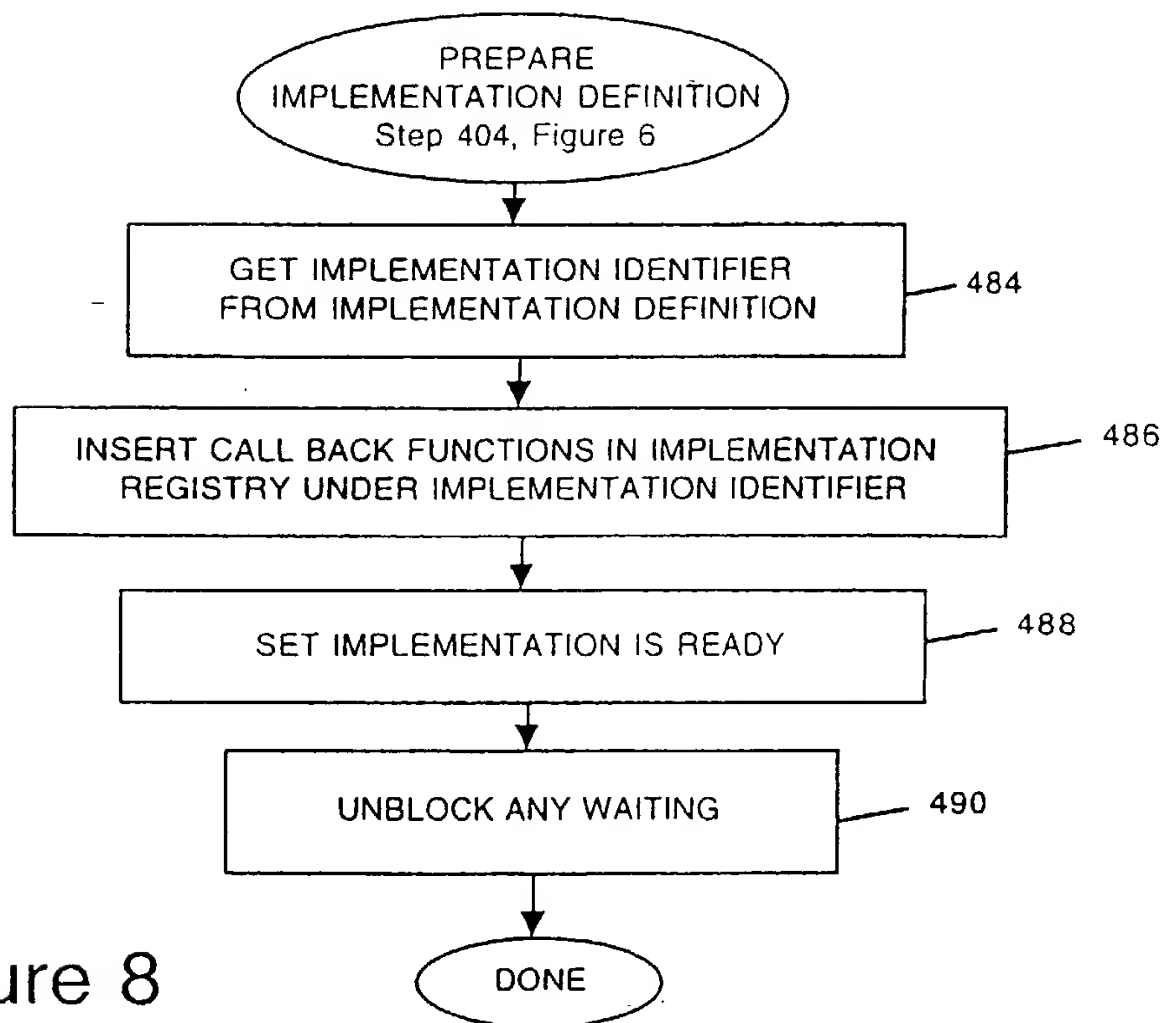 PREPARE
IMPLEMENTATION DEFINITION
Step 404, Figure 6
GET IMPLEMENTATION IDENTIFIER
FROM IMPLEMENTATION DEFINITION
484
INSERT CALL BACK FUNCTIONS IN IMPLEMENTATION
REGISTRY UNDER IMPLEMENTATION IDENTIFIER
486
SET IMPLEMENTATION IS READY
488
UNBLOCK ANY WAITING
490
DONE
ure 8